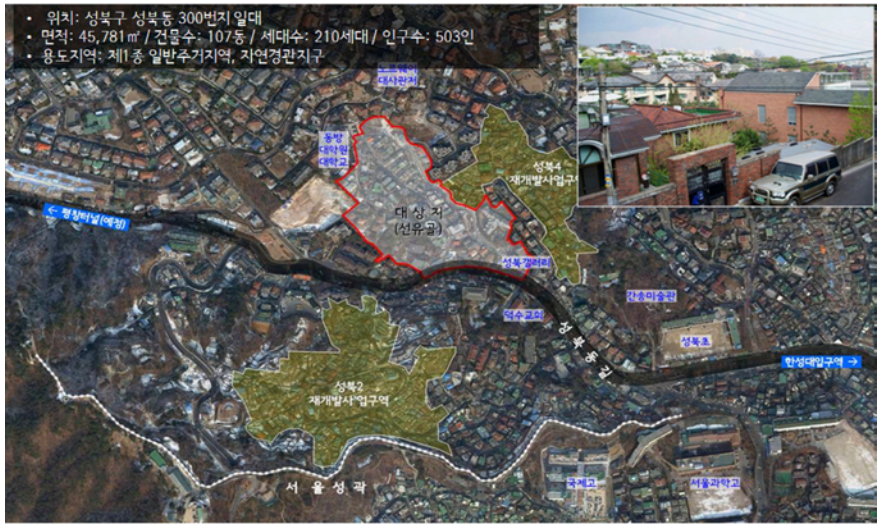 • 위치: 성북구 성북동 300번지 일대
• 면적: 45,781㎡ / 건물수: 107동 / 세대수: 210세대 / 인구수: 503인
• 용도지역: 제1종 일반주거지역, 자연경관지구
대사관저
동방
대학원
대학교
성북4
재개발사업구역
← 평창터널(예정)
대 상 지
(선유골)
성북갤러리
간송미술관
덕수교회
성북동길
성북초
한성대입구역 →
성북2
재개발사업구역
서 울 성 곽
국제고
서울과학고